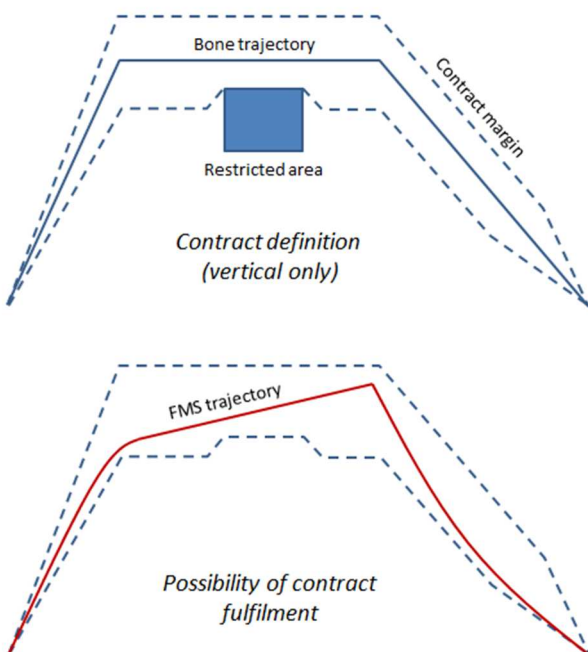 Bone trajectory
Contract margin
Restricted area
Contract definition
(vertical only)
FMS trajectory
Possibility of contract
fulfilment